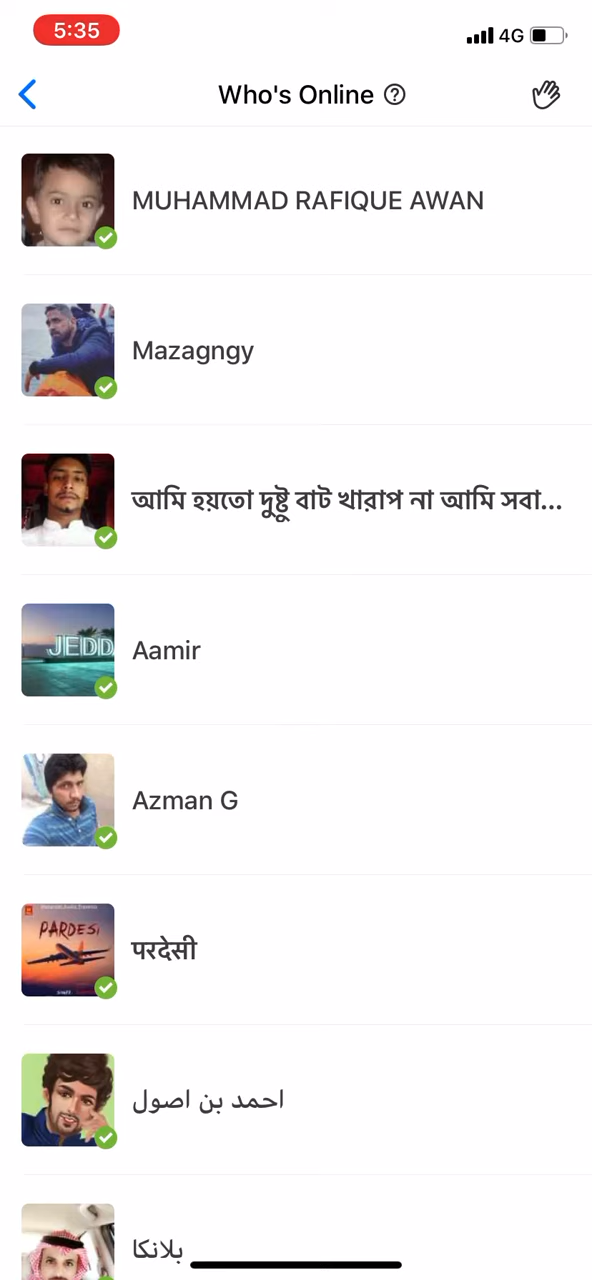 5:35
4G
Who's Online
MUHAMMAD RAFIQUE AWAN
Mazagngy
আমি হয়তো দুষ্টু বাট খারাপ না আমি সবা...
JEDD
Aamir
Azman G
PARDESI
परदेसी
احمد بن اصول
بلانكا